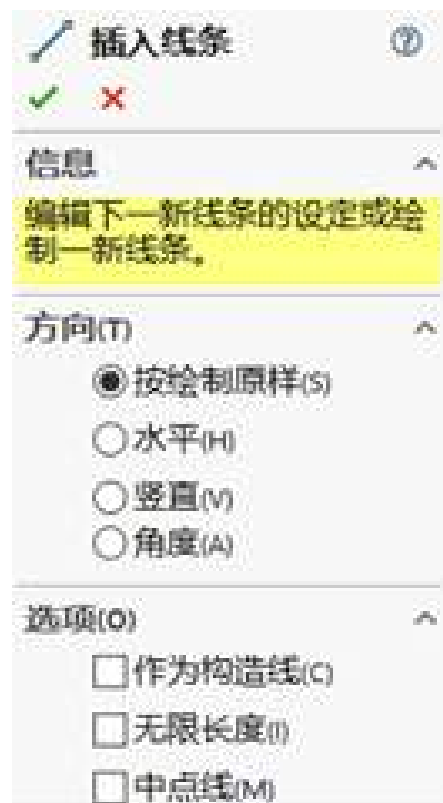 插入线条
信息
编辑下一新线条的设定或绘
制一新线条。
方向(T)
按绘制原样(S)
水平(H)
竖直(V)
角度(A)
选项(O)
作为构造线(C)
无限长度(I)
中点线(M)